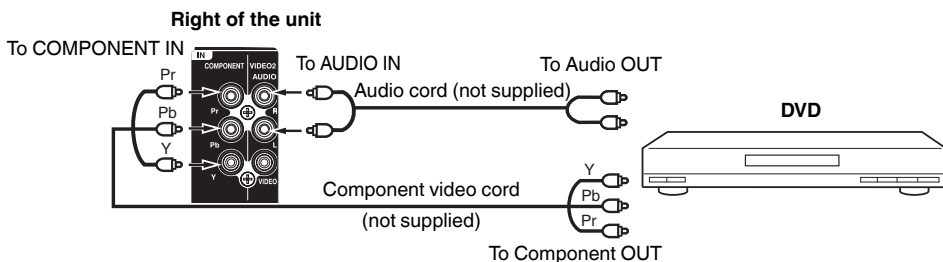 Right of the unit
To COMPONENT IN
IN
COMPONENT VIDEO2
AUDIO
To AUDIO IN
To Audio OUT
Audio cord (not supplied)
DVD
Pr
Pb
Y
Pr
R
Pb
L
Y
VIDEO
Component video cord
(not supplied)
Y
Pb
Pr
To Component OUT